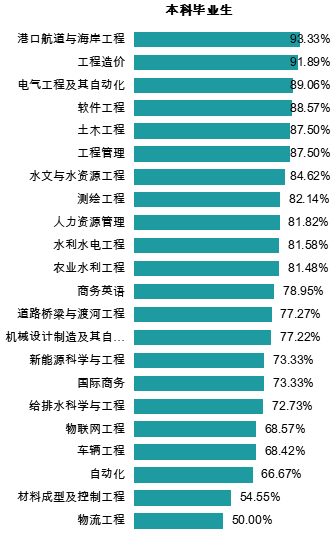 本科毕业生
港口航道与海岸工程 93.33%
工程造价 91.89%
电气工程及其自动化 89.06%
软件工程 88.57%
土木工程 87.50%
工程管理 87.50%
水文与水资源工程 84.62%
测绘工程 82.14%
人力资源管理 81.82%
水利水电工程 81.58%
农业水利工程 81.48%
商务英语 78.95%
道路桥梁与渡河工程 77.27%
机械设计制造及其自… 77.22%
新能源科学与工程 73.33%
国际商务 73.33%
给排水科学与工程 72.73%
物联网工程 68.57%
车辆工程 68.42%
自动化 66.67%
材料成型及控制工程 54.55%
物流工程 50.00%